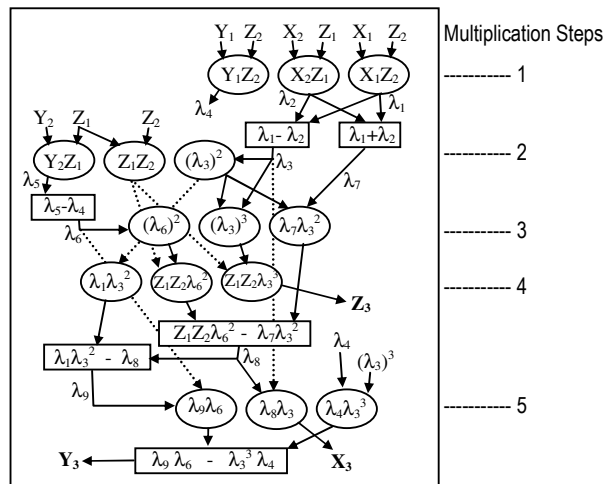 Y₁ Z₂ X₂ Z₁ X₁ Z₂ Multiplication Steps
Y₁Z₂ X₂Z₁ X₁Z₂ ---------- 1
λ₄ λ₂ λ₁
Y₂ Z₁ Z₂ λ₁- λ₂ λ₁+λ₂
Y₂Z₁ Z₁Z₂ (λ₃)² λ₃ ---------- 2
λ₅ λ₇
λ₅-λ₄
λ₆ (λ₆)² (λ₃)³ λ₇λ₃² ---------- 3
λ₁λ₃² Z₁Z₂λ₆² Z₁Z₂λ₃³ ---------- 4
Z₃
Z₁Z₂λ₆² - λ₇λ₃² λ₄
λ₁λ₃² - λ₈ λ₈ (λ₃)³
λ₉
λ₉λ₆ λ₈λ₃ λ₄λ₃³ ---------- 5
Y₃ λ₉ λ₆ - λ₃³ λ₄ X₃